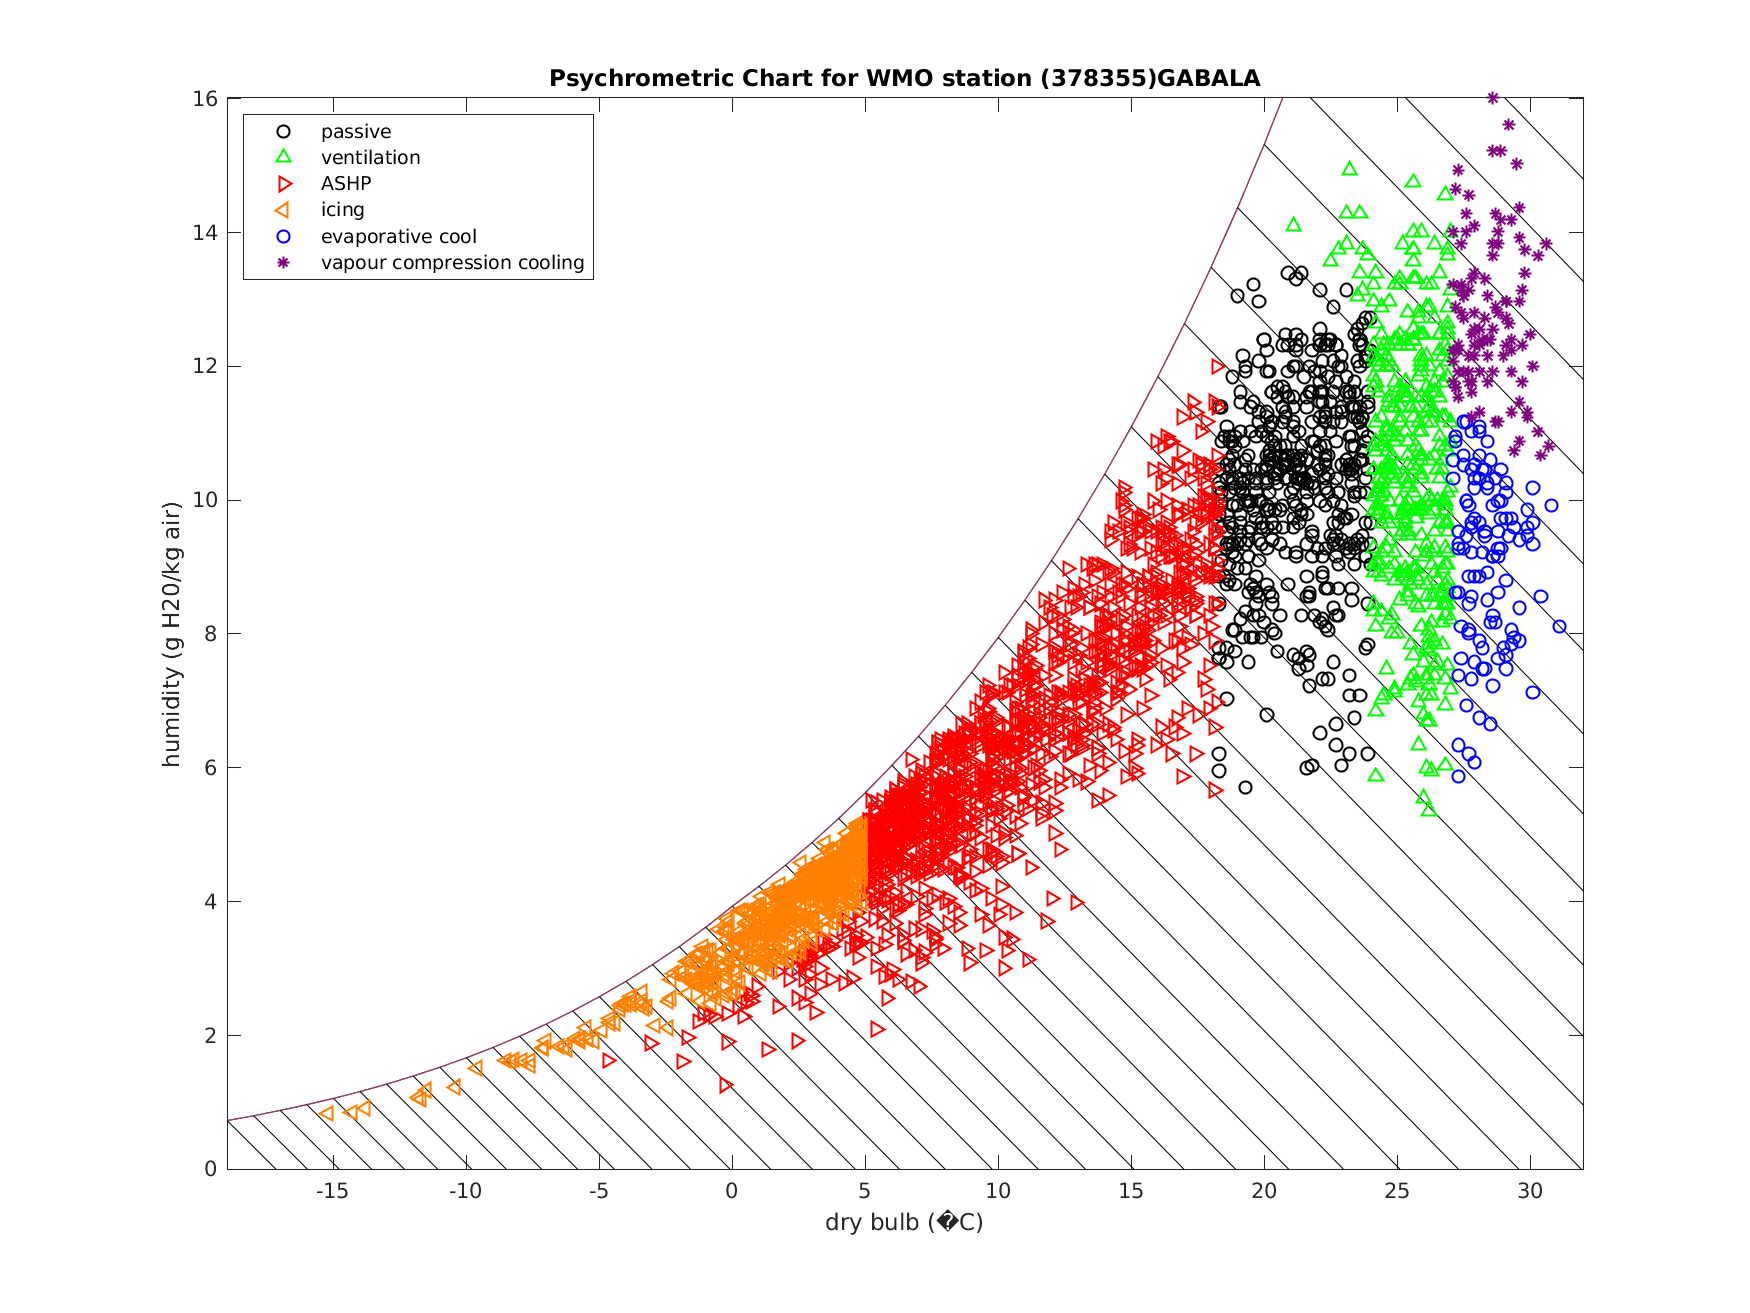 Psychrometric Chart for WMO station (378355)GABALA
16
14
12
10
8
6
4
2
0
humidity (g H20/kg air)
passive
ventilation
ASHP
icing
evaporative cool
vapour compression cooling
-15 -10 -5 0 5 10 15 20 25 30
dry bulb (�C)